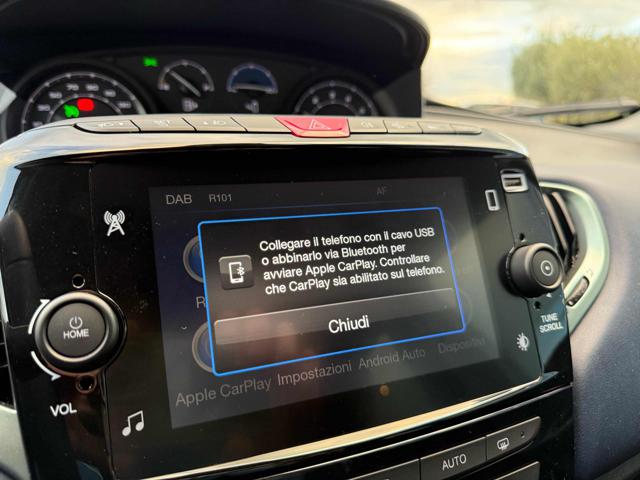 DAB R101 AF
Collegare il telefono con il cavo USB
o abbinarlo via Bluetooth per
avviare Apple CarPlay. Controllare
che CarPlay sia abilitato sul telefono.
Chiudi
Apple CarPlay Impostazioni Android Auto Dispositivi
HOME
VOL
TUNE
SCROLL
AUTO